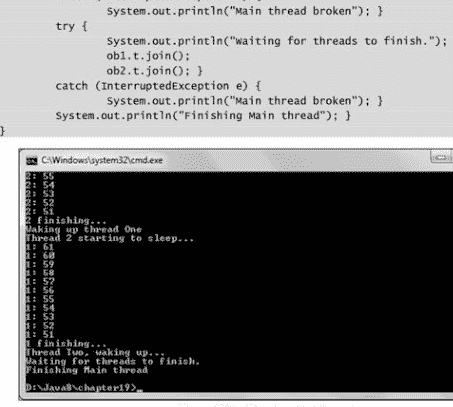 System.out.println("Main thread broken"); }
try {
System.out.println("Waiting for threads to finish.");
ob1.t.join();
ob2.t.join(); }
catch (InterruptedException e) {
System.out.println("Main thread broken"); }
System.out.println("Finishing Main thread"); }
}
C:\Windows\system32\cmd.exe
2: 55
2: 54
2: 53
2: 52
2: 51
2 finishing...
Waking up thread One
Thread 2 starting to sleep...
1: 61
1: 60
1: 59
1: 58
1: 57
1: 56
1: 55
1: 54
1: 53
1: 52
1: 51
1 finishing...
Thread Two, waking up...
Waiting for threads to finish.
Finishing Main thread
D:\Java8\chapter19>_